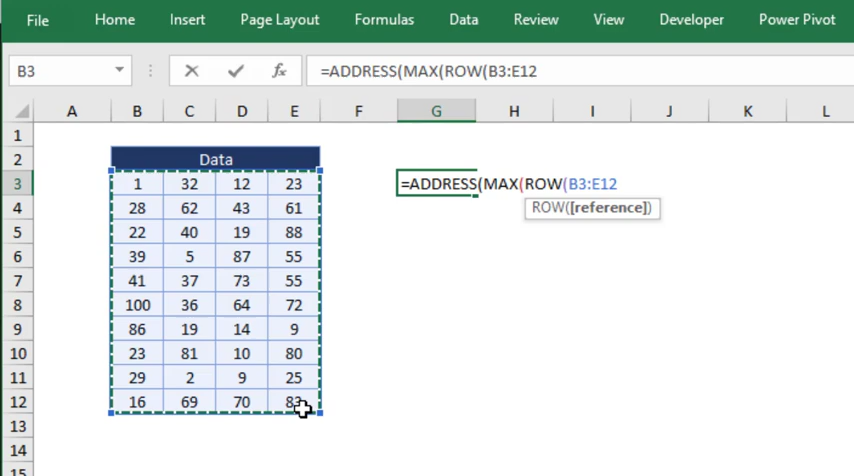 File Home Insert Page Layout Formulas Data Review View Developer Power Pivot
B3 fx =ADDRESS(MAX(ROW(B3:E12
A B C D E F G H I J K L
1
2 Data
3 1 32 12 23 =ADDRESS(MAX(ROW(B3:E12
4 28 62 43 61 ROW([reference])
5 22 40 19 88
6 39 5 87 55
7 41 37 73 55
8 100 36 64 72
9 86 19 14 9
10 23 81 10 80
11 29 2 9 25
12 16 69 70
13
14
15